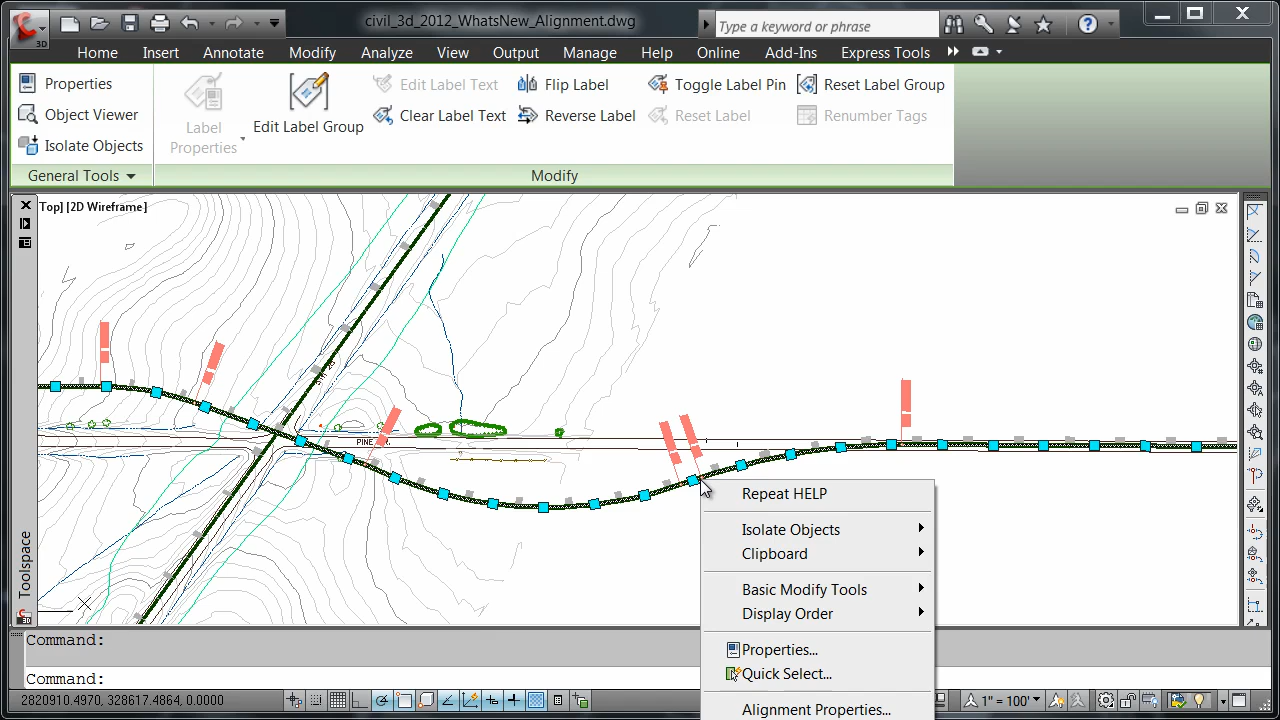 3D
civil_3d_2012_WhatsNew_Alignment.dwg
Type a keyword or phrase
Home Insert Annotate Modify Analyze View Output Manage Help Online Add-Ins Express Tools
Properties
Object Viewer
Isolate Objects
General Tools
Label Properties
Edit Label Group
Edit Label Text
Clear Label Text
Flip Label
Reverse Label
Toggle Label Pin
Reset Label
Reset Label Group
Renumber Tags
Modify
Top] [2D Wireframe]
PINE
Toolspace
Repeat HELP
Isolate Objects
Clipboard
Basic Modify Tools
Display Order
Properties...
Quick Select...
Alignment Properties...
Command:
Command:
2820910.4970, 328617.4864, 0.0000
1" = 100'